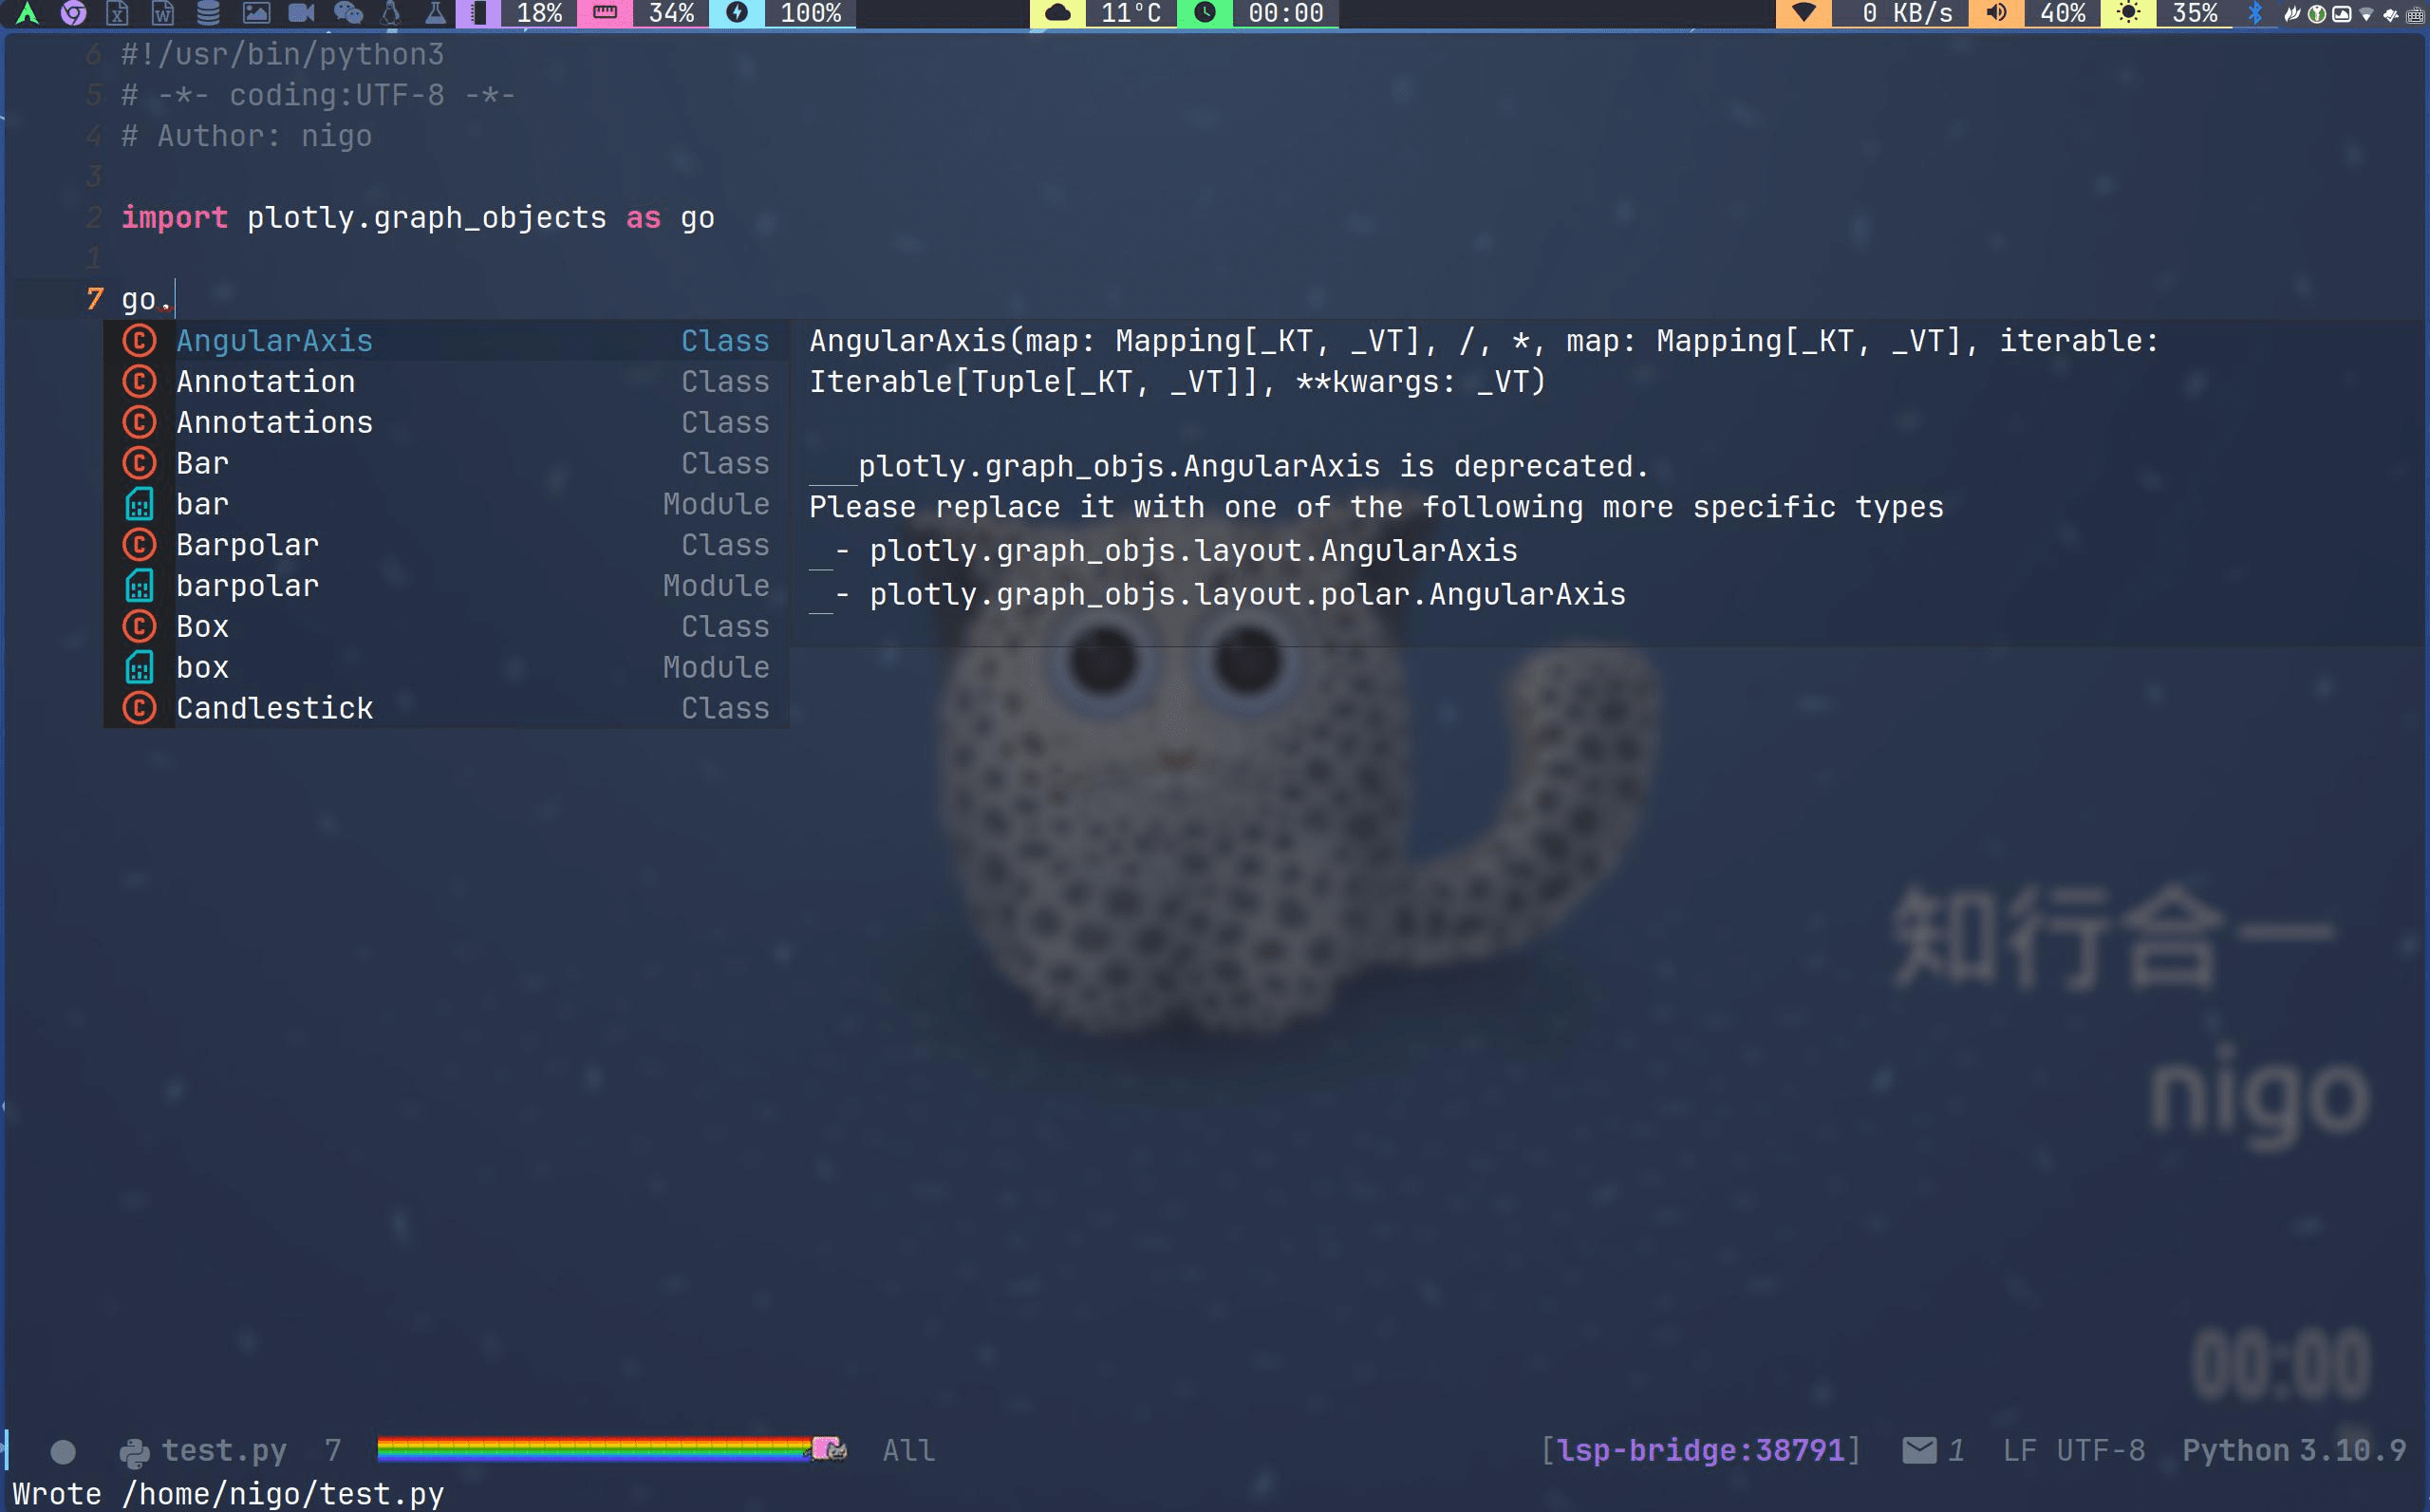 18% 34% 100% 11°C 00:00 0 KB/s 40% 35%
6 #!/usr/bin/python3
5 # -*- coding:UTF-8 -*-
4 # Author: nigo
3
2 import plotly.graph_objects as go
1
7 go.
AngularAxis Class
Annotation Class
Annotations Class
Bar Class
bar Module
Barpolar Class
barpolar Module
Box Class
box Module
Candlestick Class
AngularAxis(map: Mapping[_KT, _VT], /, *, map: Mapping[_KT, _VT], iterable:
Iterable[Tuple[_KT, _VT]], **kwargs: _VT)
plotly.graph_objs.AngularAxis is deprecated.
Please replace it with one of the following more specific types
- plotly.graph_objs.layout.AngularAxis
- plotly.graph_objs.layout.polar.AngularAxis
知行合一
nigo
00:00
test.py 7 All [lsp-bridge:38791] 1 LF UTF-8 Python 3.10.9
Wrote /home/nigo/test.py